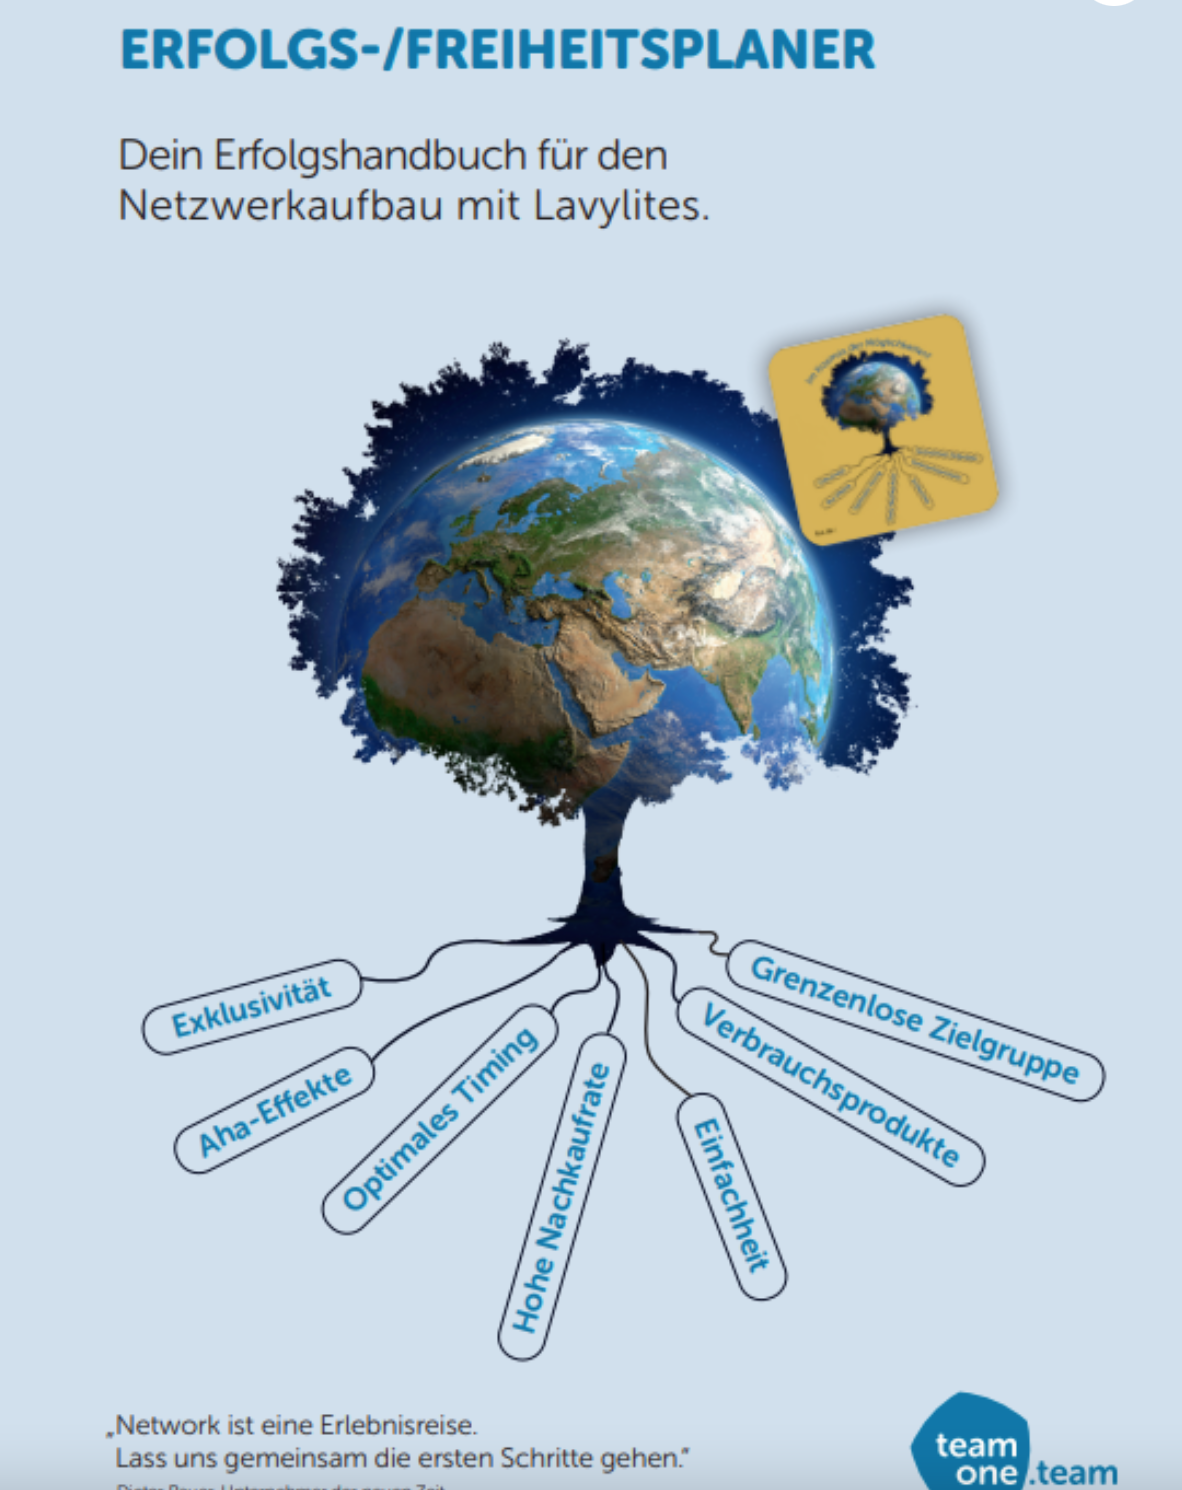 ERFOLGS-/FREIHEITSPLANER
Dein Erfolgshandbuch für den
Netzwerkaufbau mit Lavylites.
Exklusivität
Aha-Effekte
Optimales Timing
Hohe Nachkaufrate
Einfachheit
Verbrauchsprodukte
Grenzenlose Zielgruppe
„Network ist eine Erlebnisreise.
Lass uns gemeinsam die ersten Schritte gehen.“
team
one.team